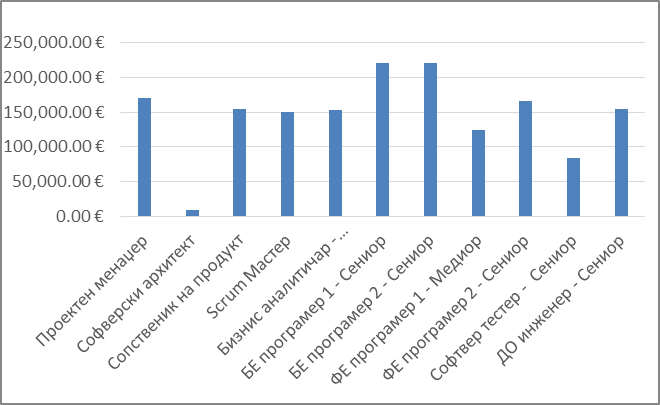 250,000.00 €
200,000.00 €
150,000.00 €
100,000.00 €
50,000.00 €
0.00 €
Проектен менаџер
Софверски архитект
Сопственик на продукт
Scrum Мастер
Бизнис аналитичар -...
БЕ програмер 1 - Сениор
БЕ програмер 2 - Сениор
ФЕ програмер 1 - Медиор
ФЕ програмер 2 - Сениор
Софтвер тестер - Сениор
ДО инженер - Сениор